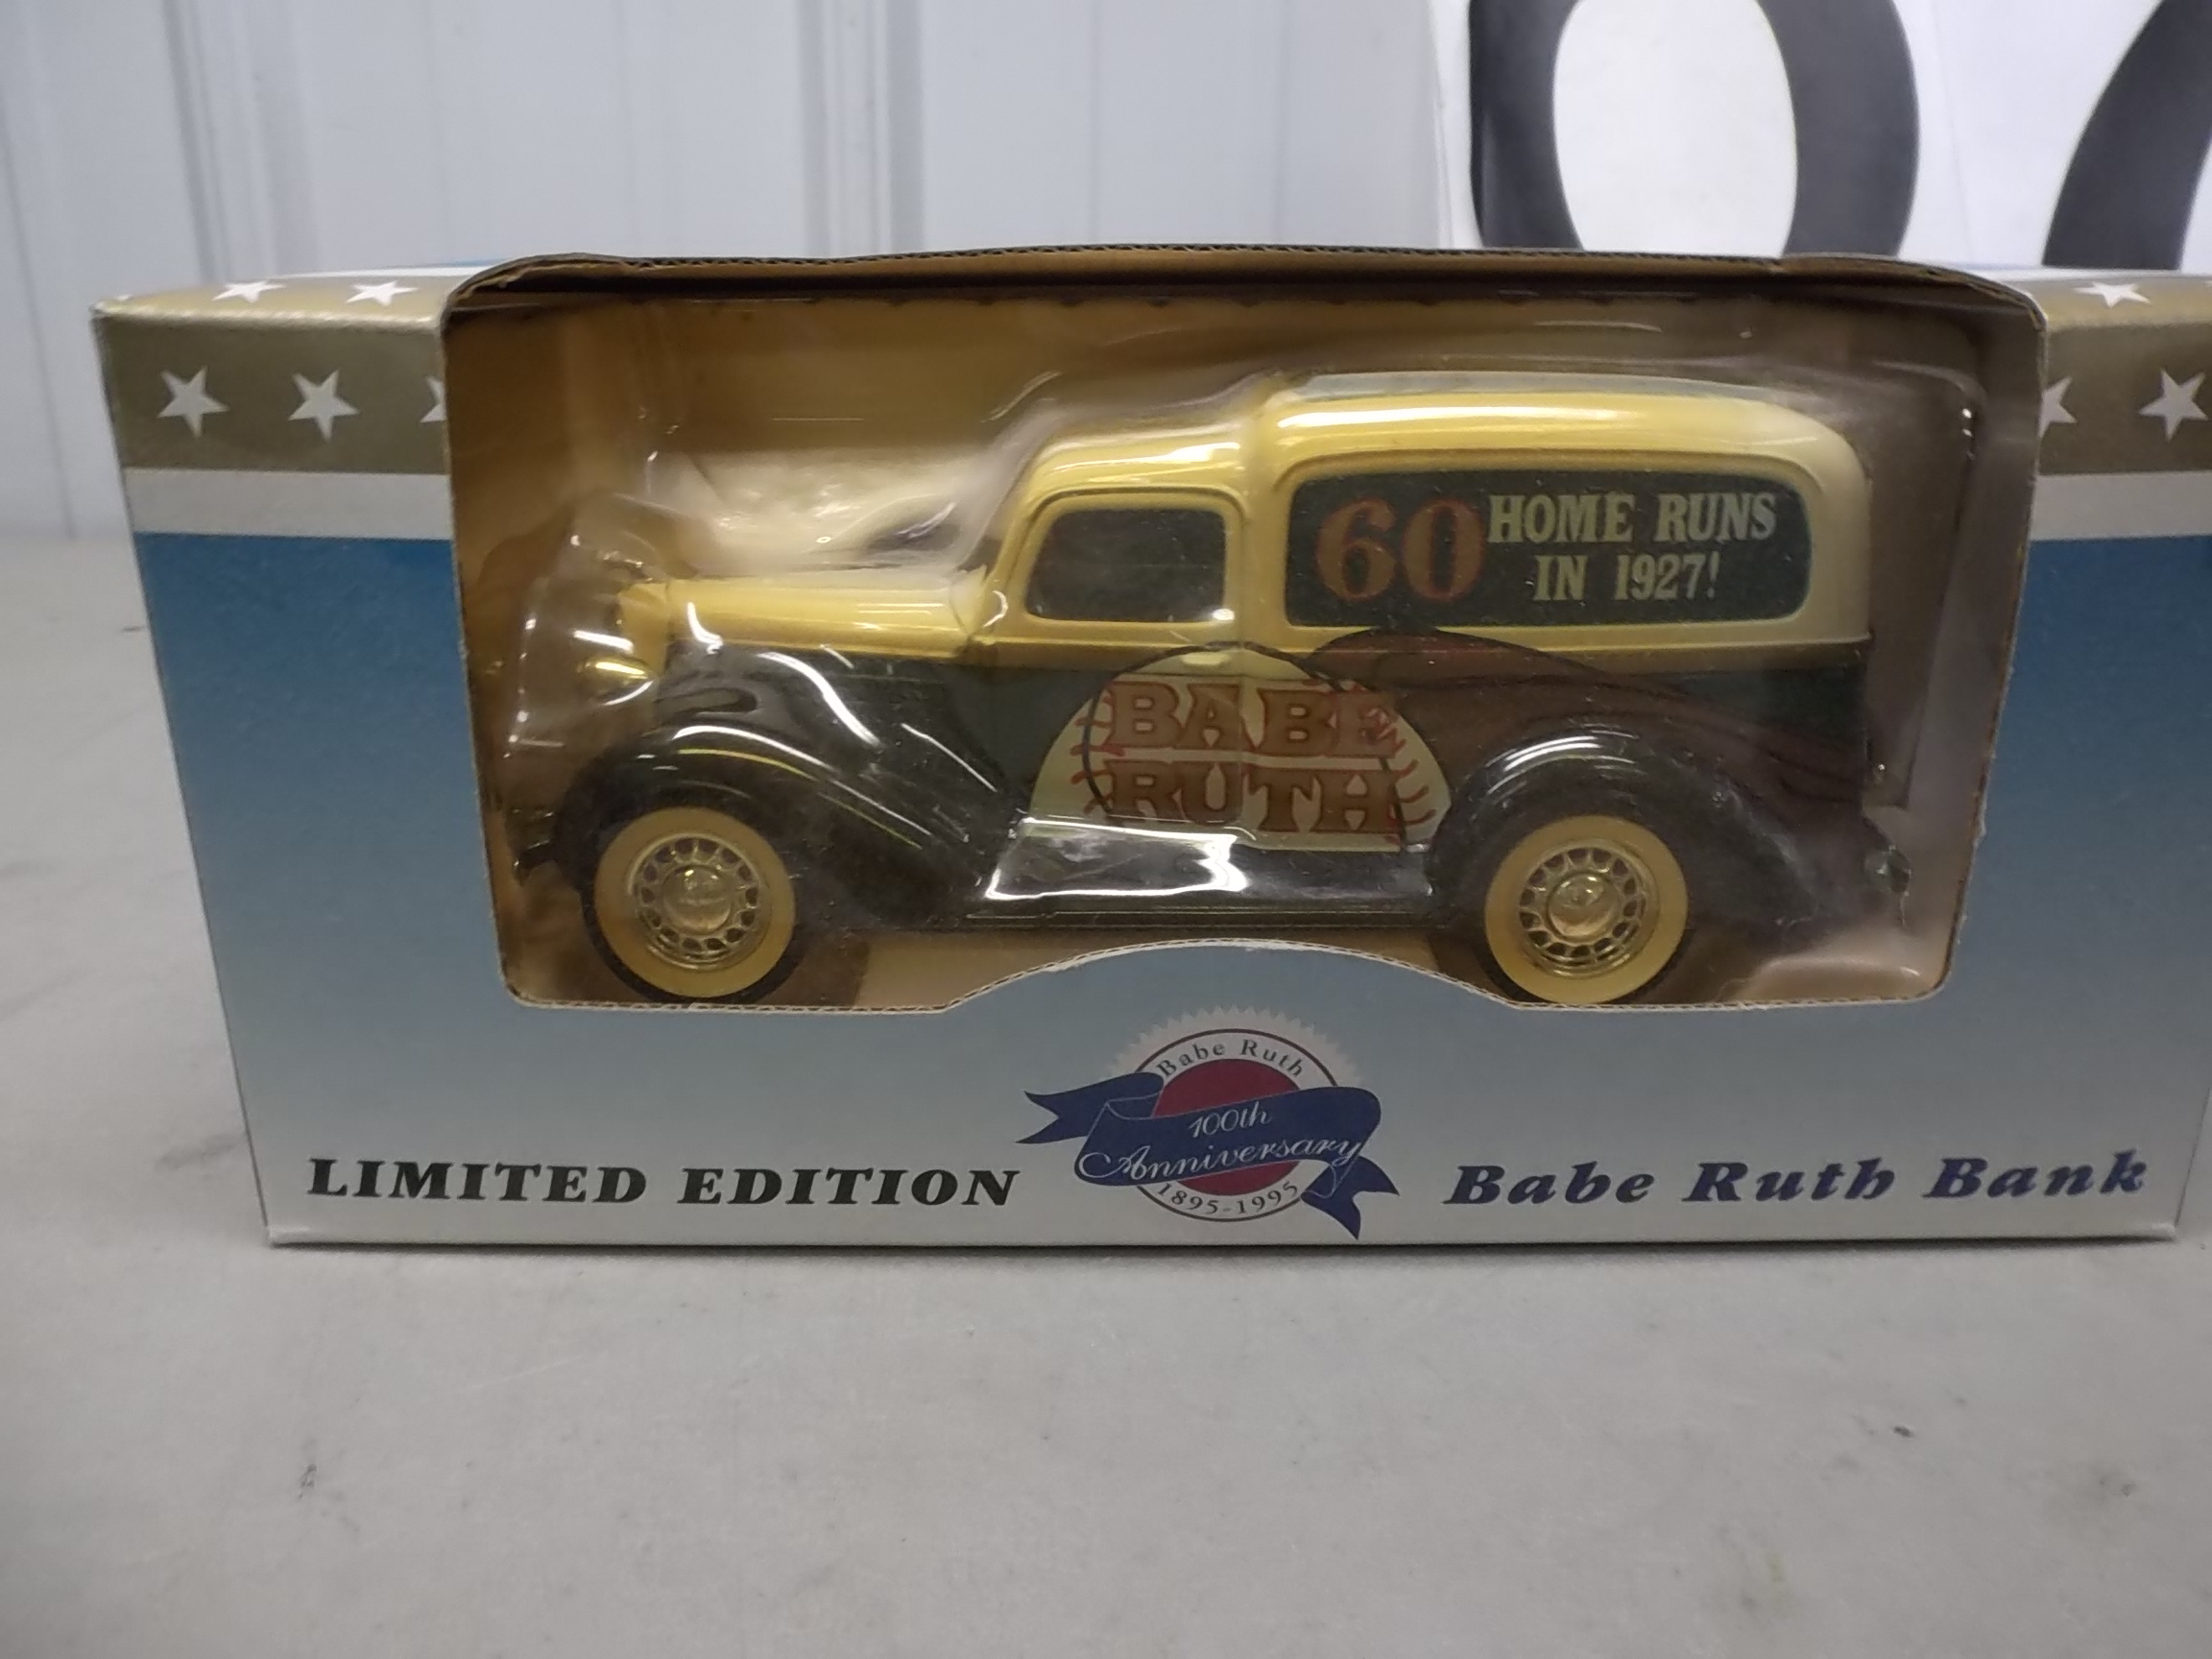 60 HOME RUNS
IN 1927!
BABE
RUTH
Babe Ruth
100th
Anniversary
1895-1995
LIMITED EDITION
Babe Ruth Bank